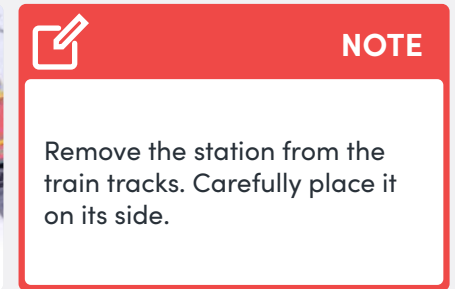 NOTE
Remove the station from the
train tracks. Carefully place it
on its side.